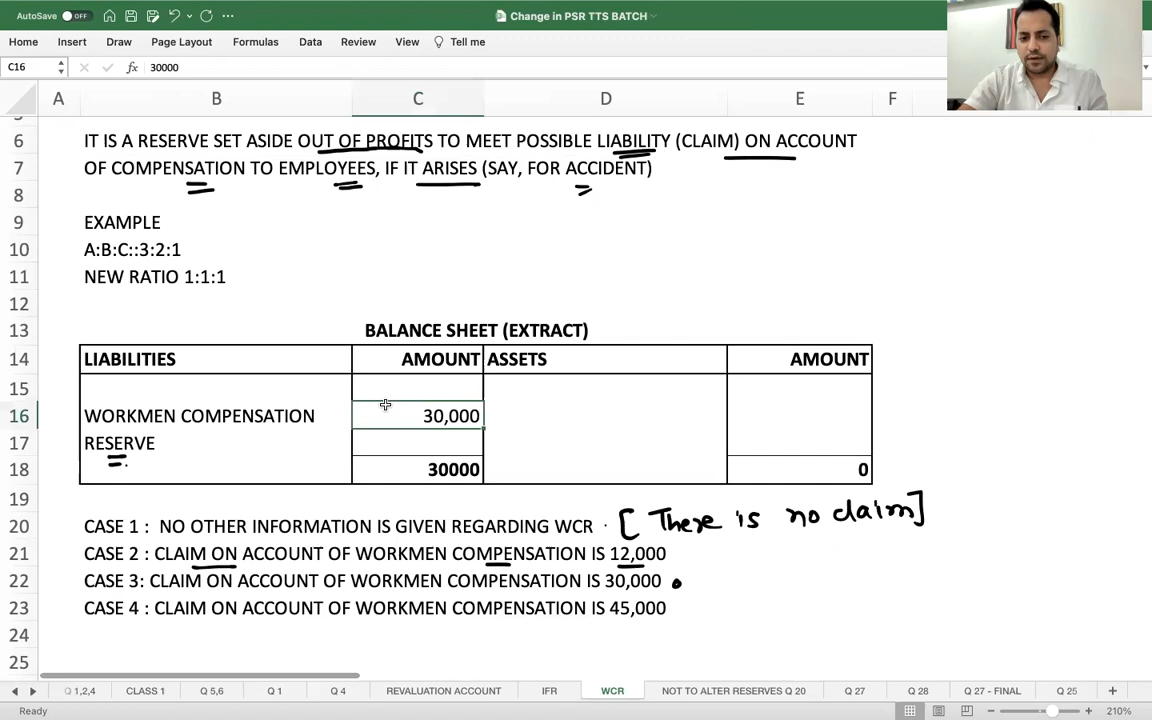 AutoSave OFF Change in PSR TTS BATCH
Home Insert Draw Page Layout Formulas Data Review View Tell me
C16 fx 30000
A B C D E F
6 IT IS A RESERVE SET ASIDE OUT OF PROFITS TO MEET POSSIBLE LIABILITY (CLAIM) ON ACCOUNT
7 OF COMPENSATION TO EMPLOYEES, IF IT ARISES (SAY, FOR ACCIDENT)
8
9 EXAMPLE
10 A:B:C::3:2:1
11 NEW RATIO 1:1:1
12
13 BALANCE SHEET (EXTRACT)
14 LIABILITIES AMOUNT ASSETS AMOUNT
15
16 WORKMEN COMPENSATION 30,000
17 RESERVE
18 30000 0
19
20 CASE 1 : NO OTHER INFORMATION IS GIVEN REGARDING WCR [ There is no claim]
21 CASE 2 : CLAIM ON ACCOUNT OF WORKMEN COMPENSATION IS 12,000
22 CASE 3: CLAIM ON ACCOUNT OF WORKMEN COMPENSATION IS 30,000
23 CASE 4 : CLAIM ON ACCOUNT OF WORKMEN COMPENSATION IS 45,000
24
25
Q 1,2,4 CLASS 1 Q 5,6 Q 1 Q 4 REVALUATION ACCOUNT IFR WCR NOT TO ALTER RESERVES Q 20 Q 27 Q 28 Q 27 - FINAL Q 25
Ready 210%